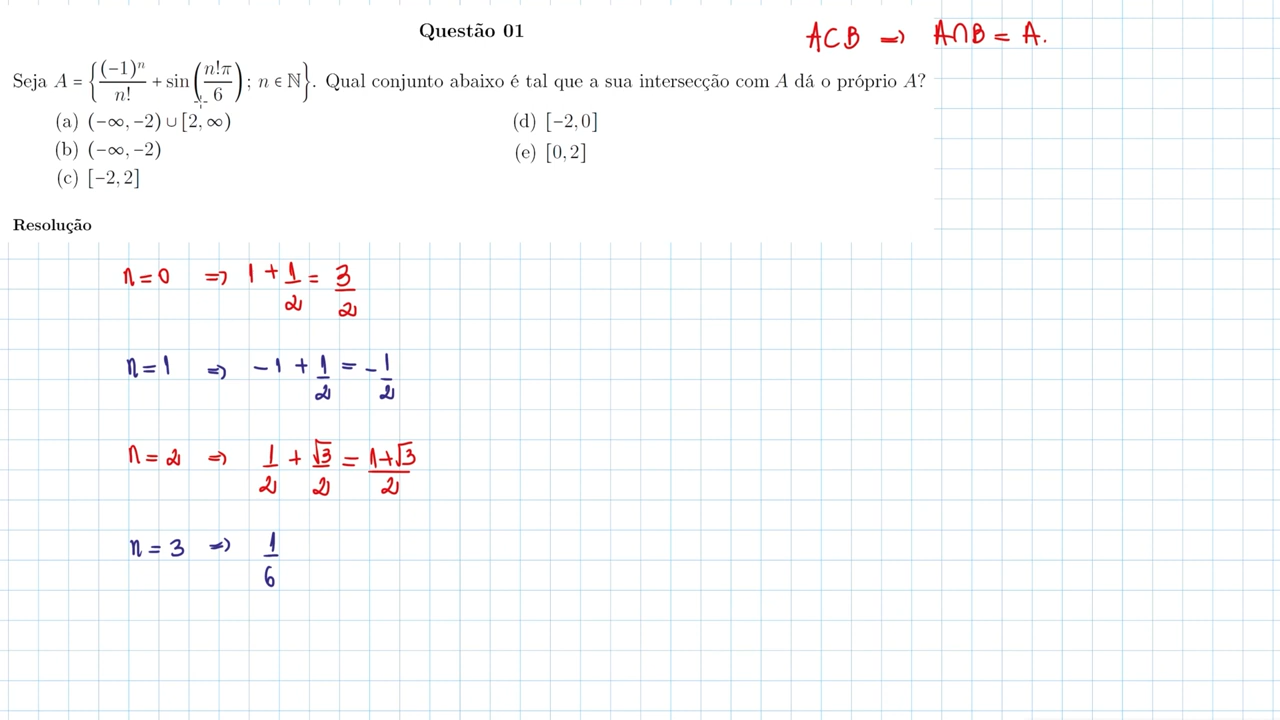 Questão 01
A⊂B ⇒ A∩B = A.
Seja A = {(-1)^n/n! + sin(n!π/6); n ∈ ℕ}. Qual conjunto abaixo é tal que a sua intersecção com A dá o próprio A?
(a) (-∞, -2) ∪ [2, ∞)
(b) (-∞, -2)
(c) [-2, 2]
(d) [-2, 0]
(e) [0, 2]
Resolução
n = 0 ⇒ 1 + 1/2 = 3/2
n = 1 ⇒ -1 + 1/2 = -1/2
n = 2 ⇒ 1/2 + √3/2 = (1+√3)/2
n = 3 ⇒ 1/6